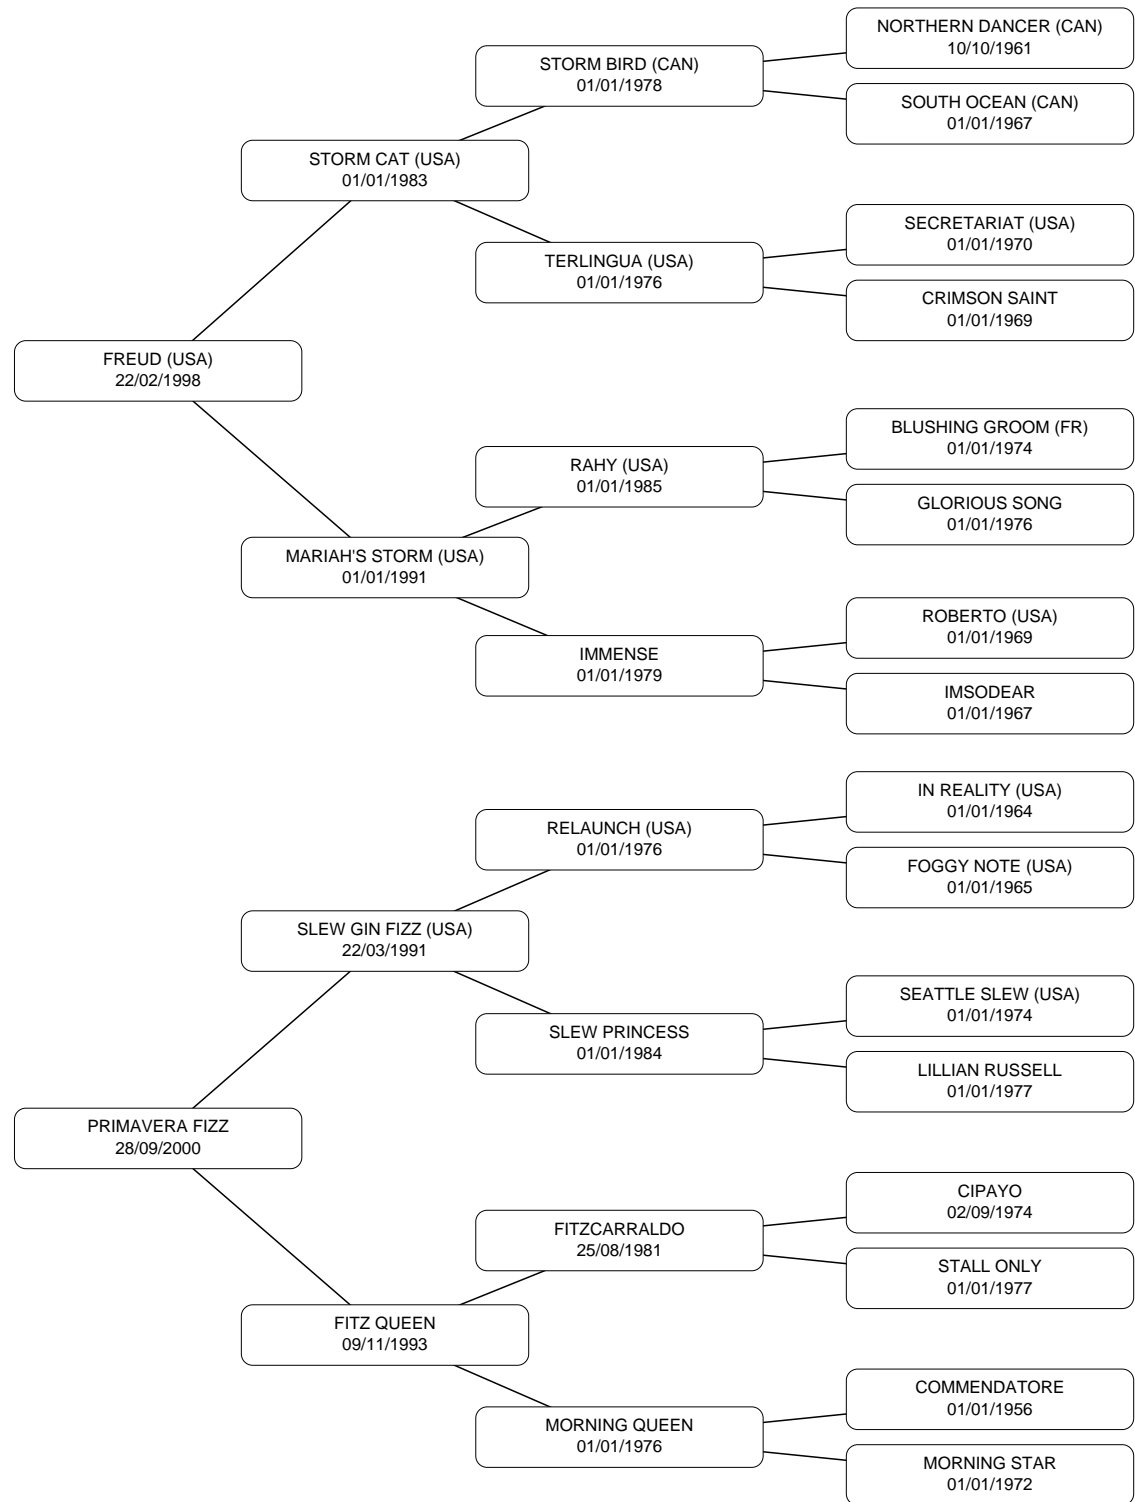 NORTHERN DANCER (CAN)
10/10/1961
STORM BIRD (CAN)
01/01/1978
SOUTH OCEAN (CAN)
01/01/1967
STORM CAT (USA)
01/01/1983
SECRETARIAT (USA)
01/01/1970
TERLINGUA (USA)
01/01/1976
CRIMSON SAINT
01/01/1969
FREUD (USA)
22/02/1998
BLUSHING GROOM (FR)
01/01/1974
RAHY (USA)
01/01/1985
GLORIOUS SONG
01/01/1976
MARIAH'S STORM (USA)
01/01/1991
ROBERTO (USA)
01/01/1969
IMMENSE
01/01/1979
IMSODEAR
01/01/1967
IN REALITY (USA)
01/01/1964
RELAUNCH (USA)
01/01/1976
FOGGY NOTE (USA)
01/01/1965
SLEW GIN FIZZ (USA)
22/03/1991
SEATTLE SLEW (USA)
01/01/1974
SLEW PRINCESS
01/01/1984
LILLIAN RUSSELL
01/01/1977
PRIMAVERA FIZZ
28/09/2000
CIPAYO
02/09/1974
FITZCARRALDO
25/08/1981
STALL ONLY
01/01/1977
FITZ QUEEN
09/11/1993
COMMENDATORE
01/01/1956
MORNING QUEEN
01/01/1976
MORNING STAR
01/01/1972